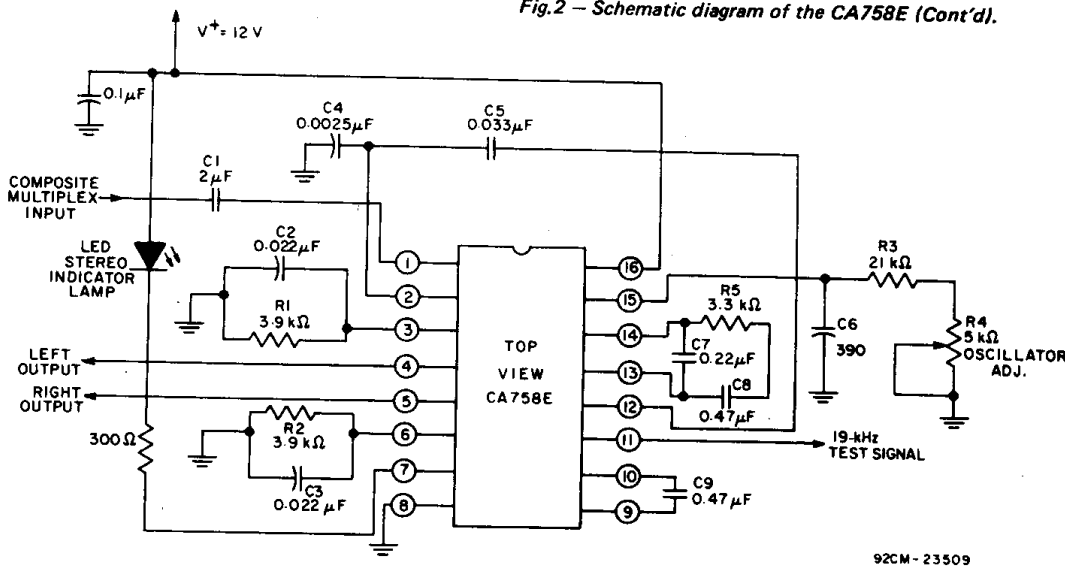 Fig.2 — Schematic diagram of the CA758E (Cont'd).
V+= 12 V
0.1µF
C4
0.0025µF
C5
0.033µF
C1
2µF
COMPOSITE
MULTIPLEX
INPUT
LED
STEREO
INDICATOR
LAMP
C2
0.022µF
R1
3.9 kΩ
LEFT
OUTPUT
RIGHT
OUTPUT
300Ω
R2
3.9 kΩ
C3
0.022 µF
1
2
3
4
5
6
7
8
TOP
VIEW
CA758E
16
15
14
13
12
11
10
9
R5
3.3 kΩ
C7
0.22µF
C8
0.47µF
C9
0.47µF
19-kHz
TEST SIGNAL
R3
21 kΩ
C6
390
R4
5 kΩ
OSCILLATOR
ADJ.
92CM-23509